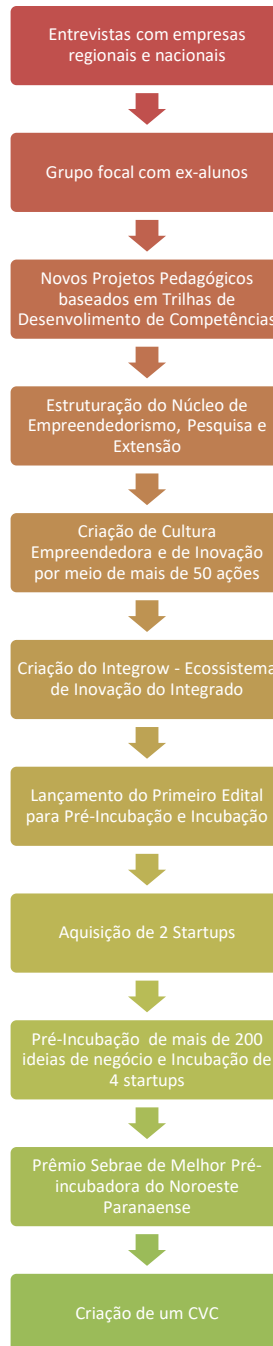 Entrevistas com empresas
regionais e nacionais
Grupo focal com ex-alunos
Novos Projetos Pedagógicos
baseados em Trilhas de
Desenvolimento de Competências
Estruturação do Núcleo de
Empreendedorismo, Pesquisa e
Extensão
Criação de Cultura
Empreendedora e de Inovação
por meio de mais de 50 ações
Criação do Integrow - Ecossistema
de Inovação do Integrado
Lançamento do Primeiro Edital
para Pré-Incubação e Incubação
Aquisição de 2 Startups
Pré-Incubação de mais de 200
ideias de negócio e Incubação de
4 startups
Prêmio Sebrae de Melhor Pré-
incubadora do Noroeste
Paranaense
Criação de um CVC